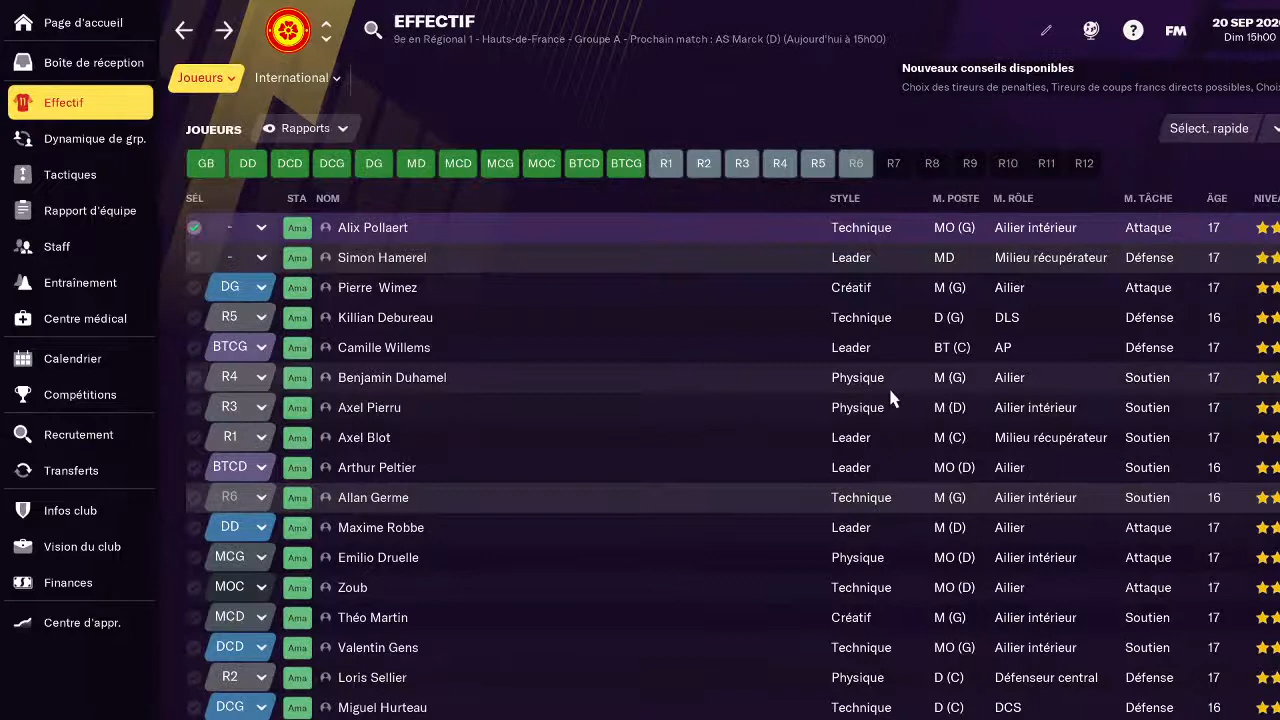 Page d'accueil
EFFECTIF
9e en Régional 1 - Hauts-de-France - Groupe A - Prochain match : AS Marck (D) (Aujourd'hui à 15h00)
FM
Dim 15h00
Boîte de réception
Joueurs
International
Nouveaux conseils disponibles
Choix des tireurs de penalties, Tireurs de coups francs directs possibles,
Effectif
JOUEURS
Rapports
Sélect. rapide
Dynamique de grp.
GB DD DCD DCG DG MD MCD MCG MOC BTCD BTCG R1 R2 R3 R4 R5 R6 R7 R8 R9 R10 R11 R12
Tactiques
SÉL STA NOM STYLE M. POSTE M. RÔLE M. TÂCHE ÂGE
Rapport d'équipe
- Ama Alix Pollaert Technique MO (G) Ailier intérieur Attaque 17
Staff
- Ama Simon Hamerel Leader MD Milieu récupérateur Défense 17
Entraînement
DG Ama Pierre Wimez Créatif M (G) Ailier Attaque 17
Centre médical
R5 Ama Killian Debureau Technique D (G) DLS Défense 16
Calendrier
BTCG Ama Camille Willems Leader BT (C) AP Défense 17
R4 Ama Benjamin Duhamel Physique M (G) Ailier Soutien 17
Compétitions
R3 Ama Axel Pierru Physique M (D) Ailier intérieur Soutien 17
Recrutement
R1 Ama Axel Blot Leader M (C) Milieu récupérateur Soutien 17
Transferts
BTCD Ama Arthur Peltier Leader MO (D) Ailier Soutien 16
R6 Ama Allan Germe Technique M (G) Ailier intérieur Soutien 16
Infos club
DD Ama Maxime Robbe Leader M (D) Ailier Attaque 17
Vision du club
MCG Ama Emilio Druelle Physique MO (D) Ailier intérieur Attaque 17
Finances
MOC Ama Zoub Technique MO (D) Ailier Attaque 17
Centre d'appr.
MCD Ama Théo Martin Créatif M (G) Ailier intérieur Soutien 17
DCD Ama Valentin Gens Technique MO (G) Ailier intérieur Soutien 17
R2 Ama Loris Sellier Physique D (C) Défenseur central Défense 17
DCG Ama Miguel Hurteau Physique D (C) DCS Défense 16